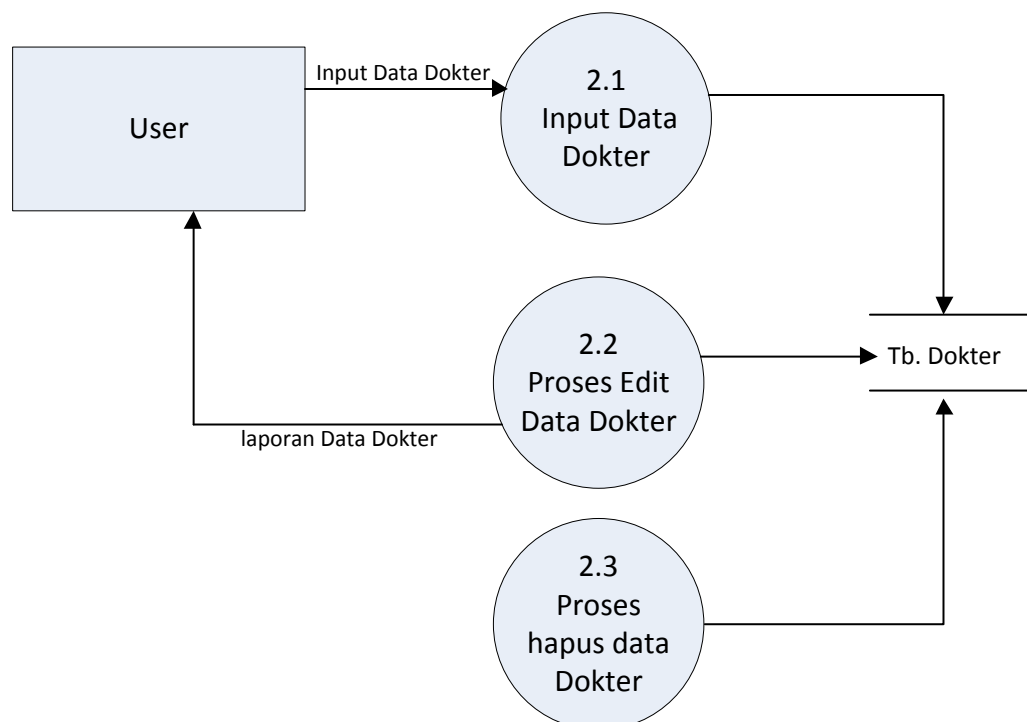 User
Input Data Dokter
2.1
Input Data
Dokter
2.2
Proses Edit
Data Dokter
Tb. Dokter
laporan Data Dokter
2.3
Proses
hapus data
Dokter